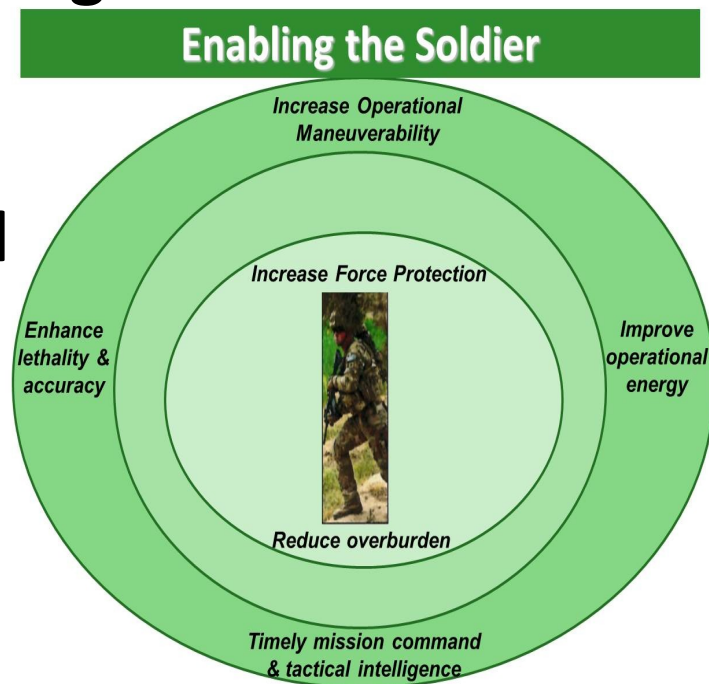 g
Enabling the Soldier
Increase Operational
Maneuverability
Increase Force Protection
Enhance
lethality &
accuracy
Improve
operational
energy
Reduce overburden
Timely mission command
& tactical intelligence